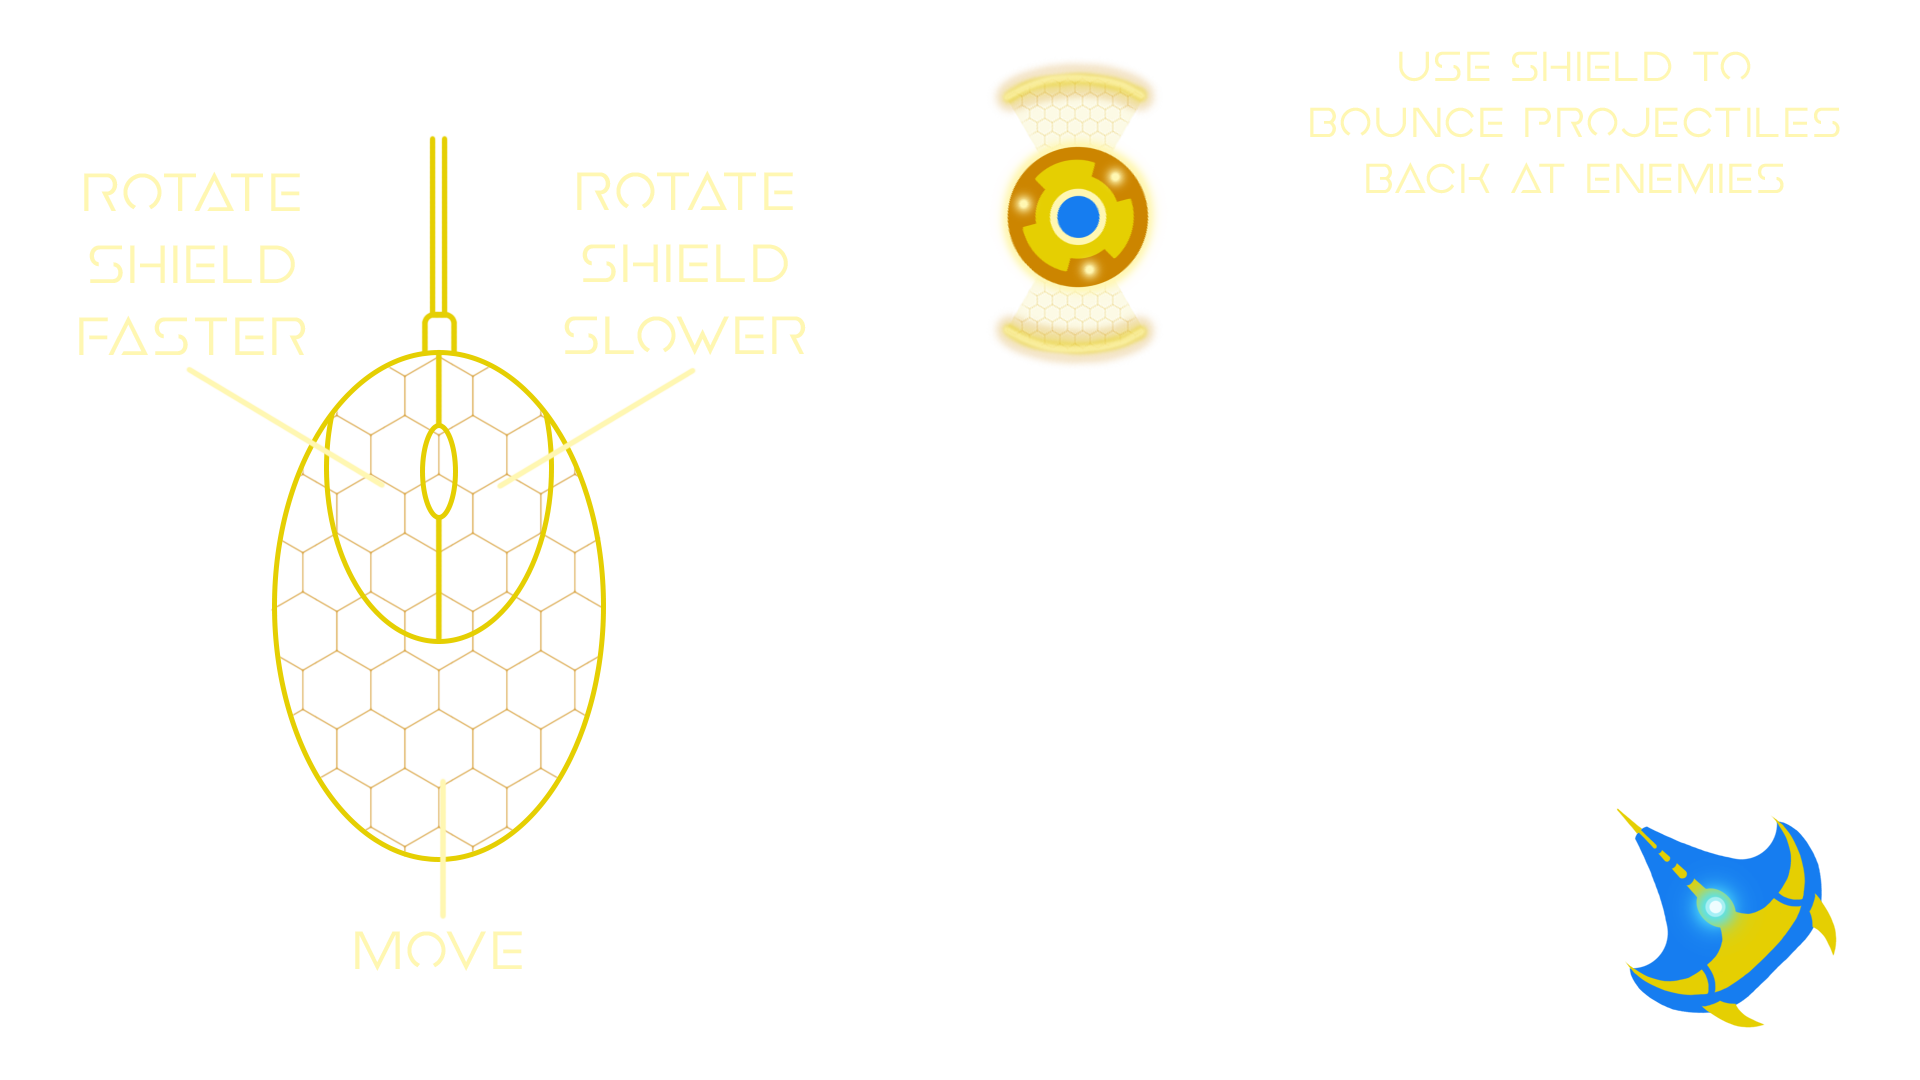 ROTATE
SHIELD
FASTER
ROTATE
SHIELD
SLOWER
MOVE
USE SHIELD TO
BOUNCE PROJECTILES
BACK AT ENEMIES